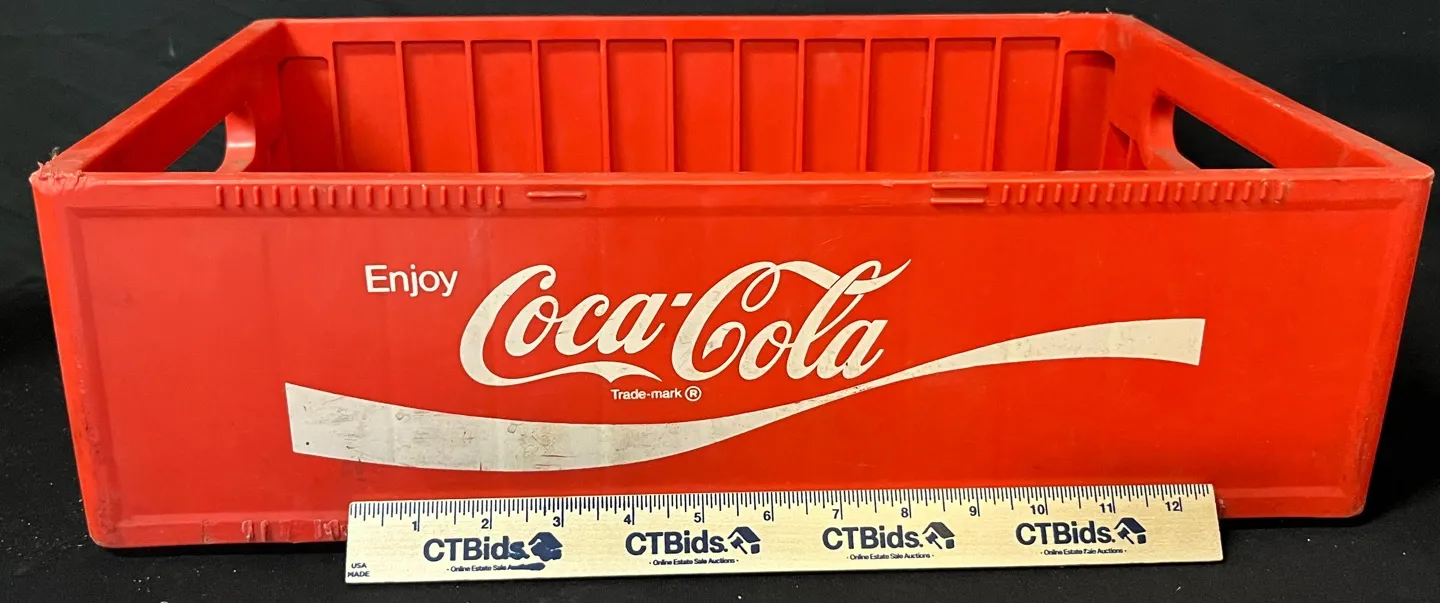 Enjoy
Coca-Cola
Trade-mark ®
1 2 3 4 5 6 7 8 9 10 11 12
CTBids. CTBids. CTBids. CTBids.
· Online Estate Sale Auctions · · Online Estate Sale Auctions · · Online Estate Sale Auctions · · Online Estate Sale Auctions ·
USA
MADE